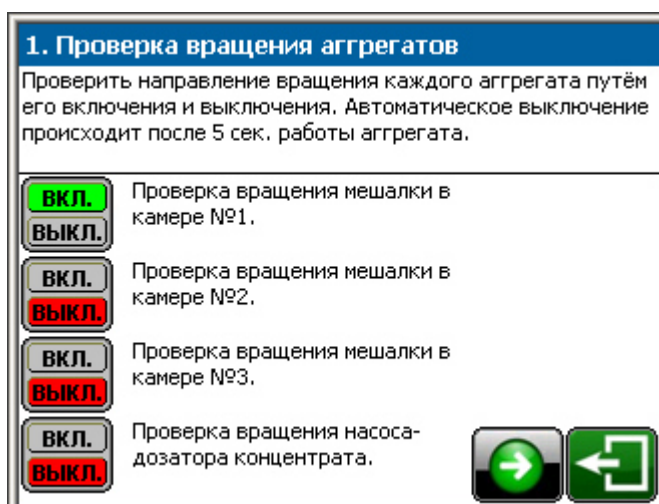 1. Проверка вращения аггрегатов
Проверить направление вращения каждого аггрегата путём
его включения и выключения. Автоматическое выключение
происходит после 5 сек. работы аггрегата.
ВКЛ.
ВЫКЛ.
Проверка вращения мешалки в
камере №1.
ВКЛ.
ВЫКЛ.
Проверка вращения мешалки в
камере №2.
ВКЛ.
ВЫКЛ.
Проверка вращения мешалки в
камере №3.
ВКЛ.
ВЫКЛ.
Проверка вращения насоса-
дозатора концентрата.